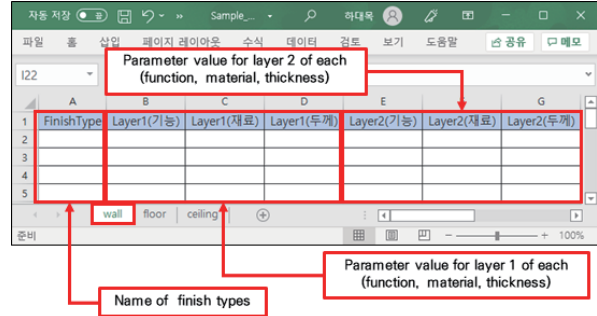 자동 저장 Sample_... 하대목
파일 홈 삽입 페이지 레이아웃 수식 데이터 검토 보기 도움말 공유 메모
Parameter value for layer 2 of each
(function, material, thickness)
I22
A B C D E G
1 FinishType Layer1(기능) Layer1(재료) Layer1(두께) Layer2(기능) Layer2(재료) Layer2(두께)
2
3
4
5
wall floor ceiling
준비 100%
Parameter value for layer 1 of each
(function, material, thickness)
Name of finish types